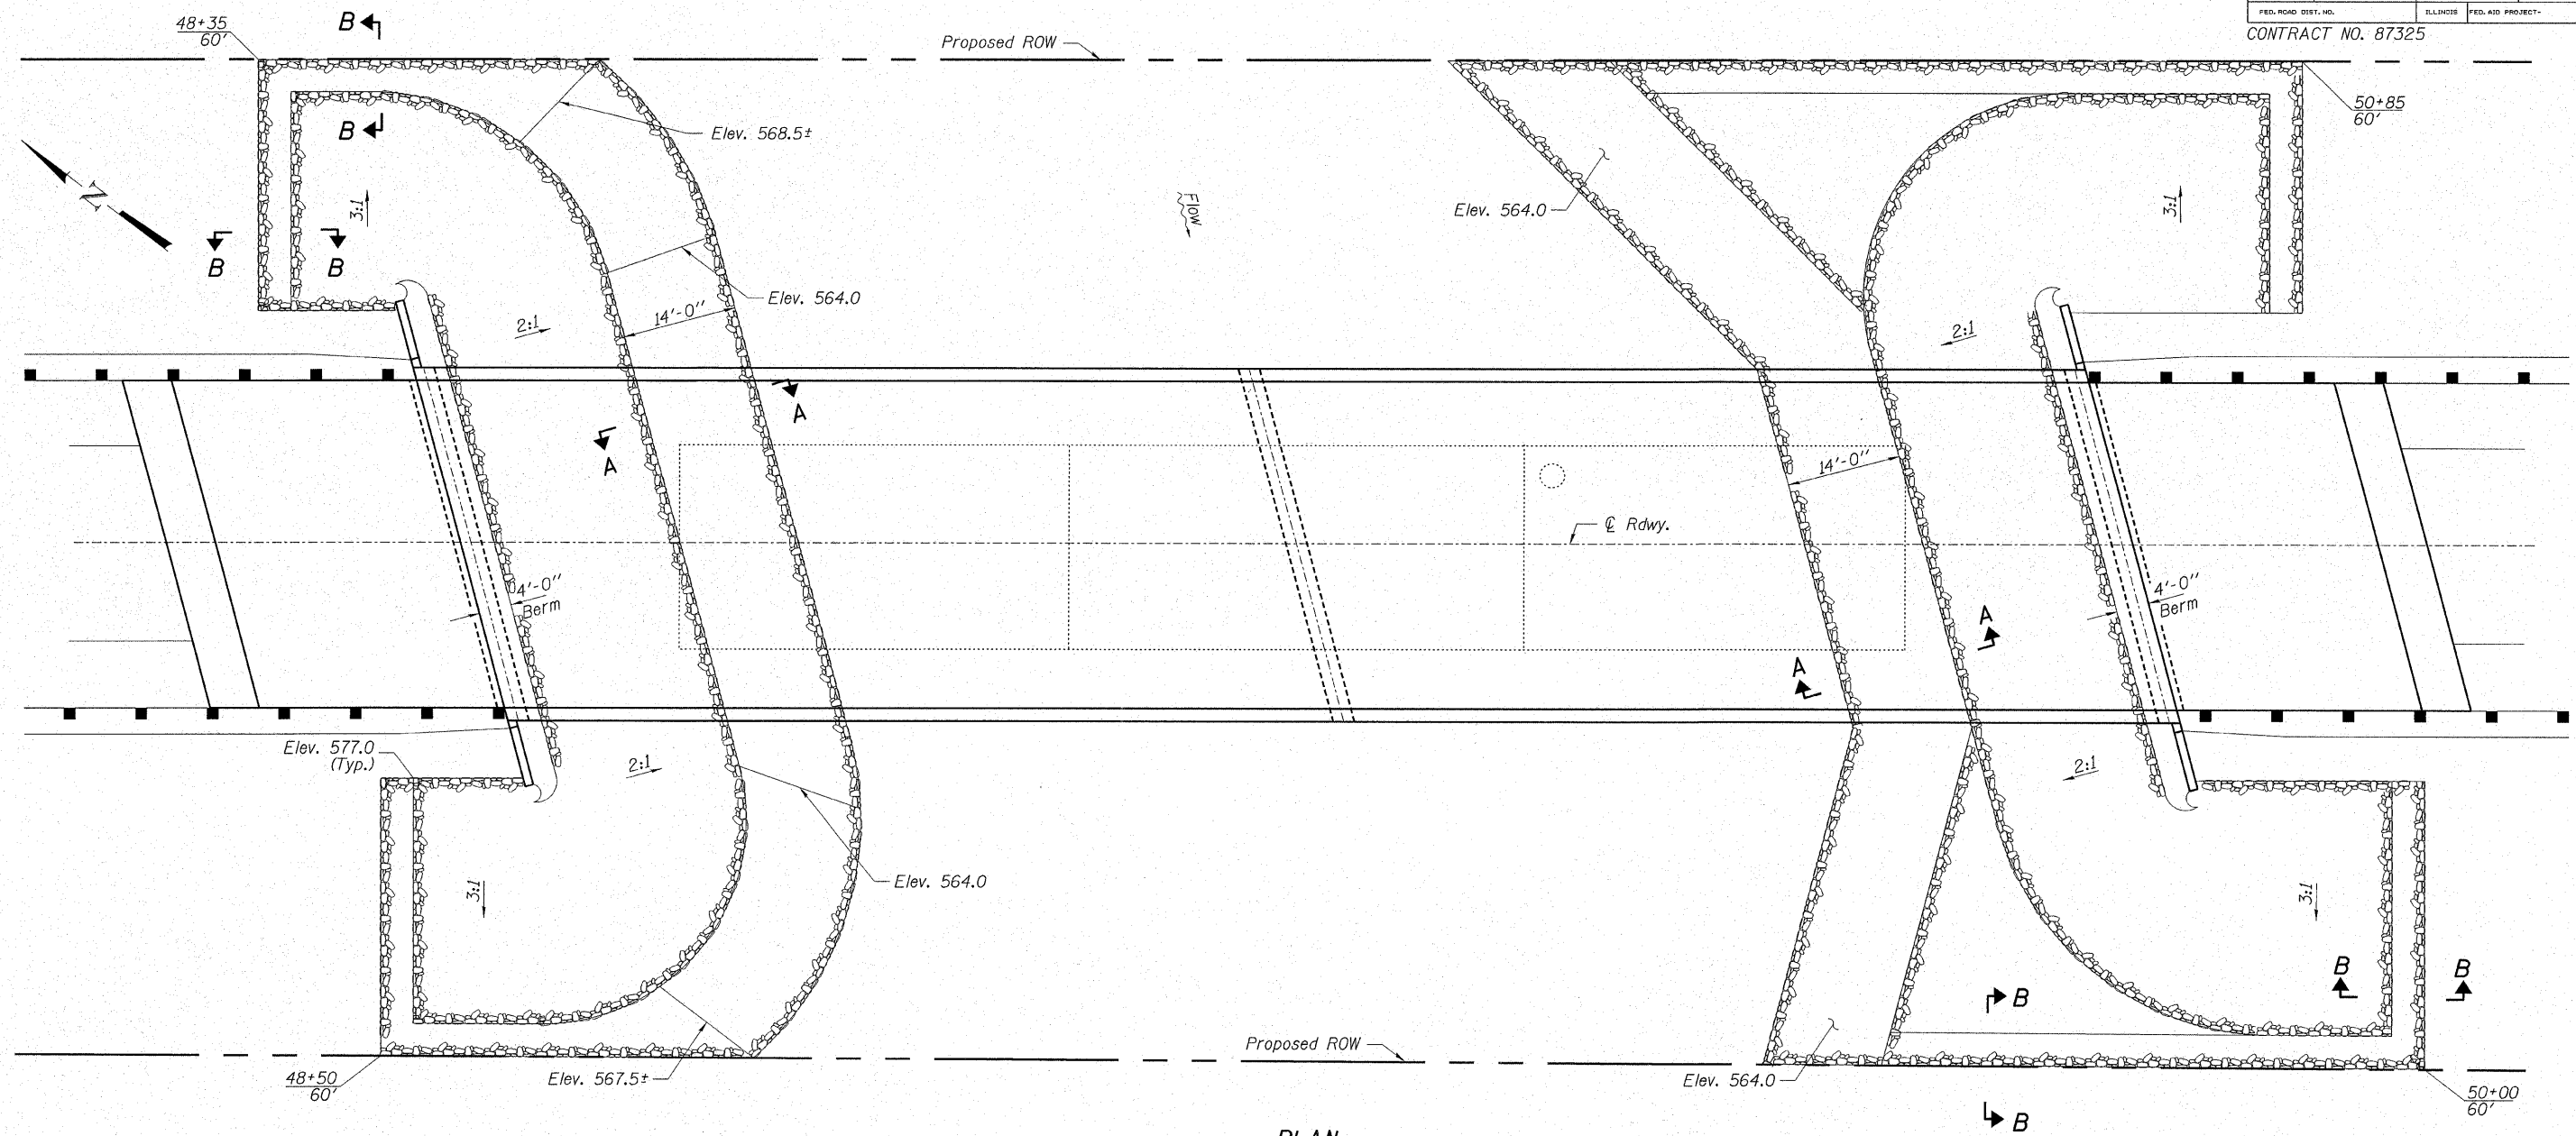 FED. ROAD DIST. NO. ILLINOIS FED. AID PROJECT-
CONTRACT NO. 87325
48+35
60'
B
Proposed ROW
50+85
60'
B
Elev. 568.5±
N
3:1
Elev. 564.0
Flow
3:1
B
B
Elev. 564.0
14'-0"
2:1
2:1
A
A
14'-0"
℄ Rdwy.
4'-0"
Berm
4'-0"
Berm
A
A
Elev. 577.0
(Typ.)
2:1
2:1
Elev. 564.0
3:1
3:1
B
B
B
Proposed ROW
48+50
60'
Elev. 567.5±
Elev. 564.0
50+00
60'
B
PLAN